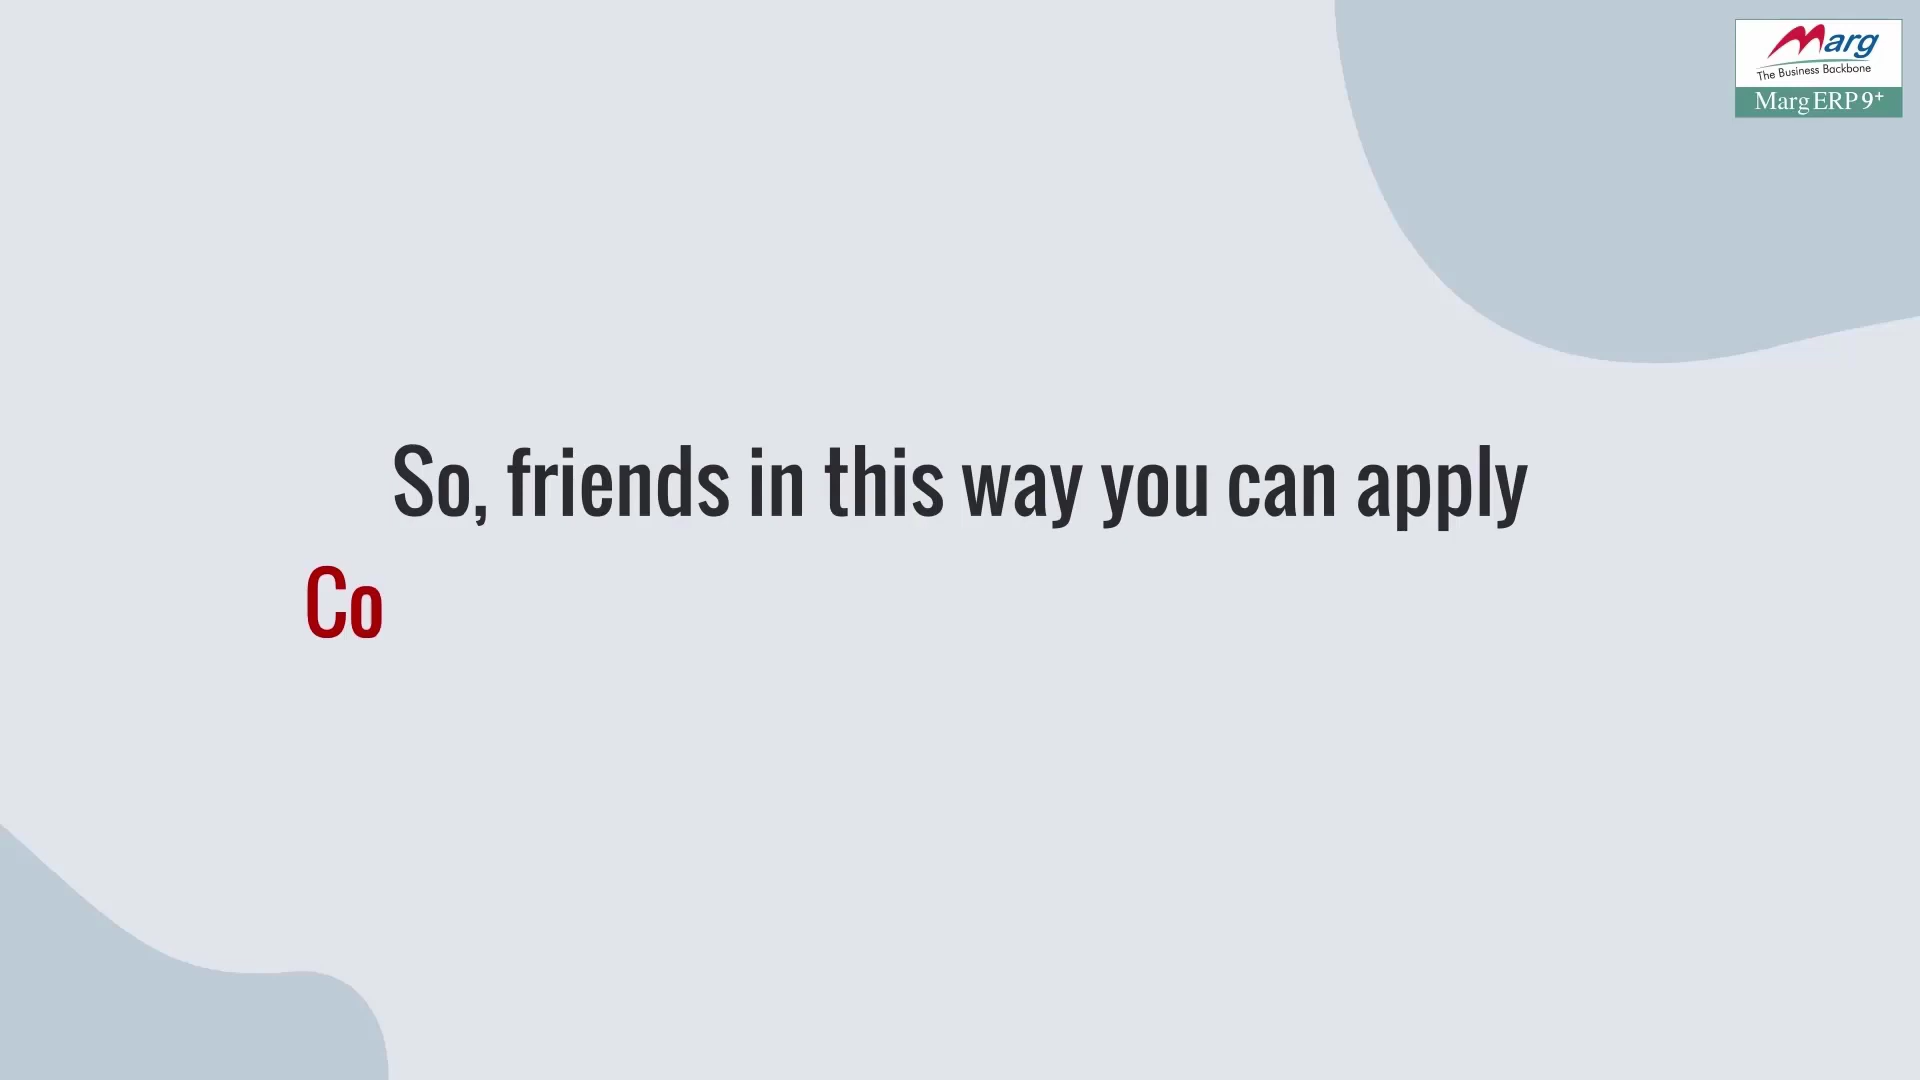 Marg
The Business Backbone
Marg ERP 9+
So, friends in this way you can apply
Co